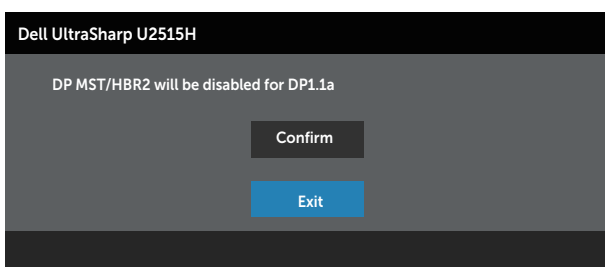 Dell UltraSharp U2515H
DP MST/HBR2 will be disabled for DP1.1a
Confirm
Exit